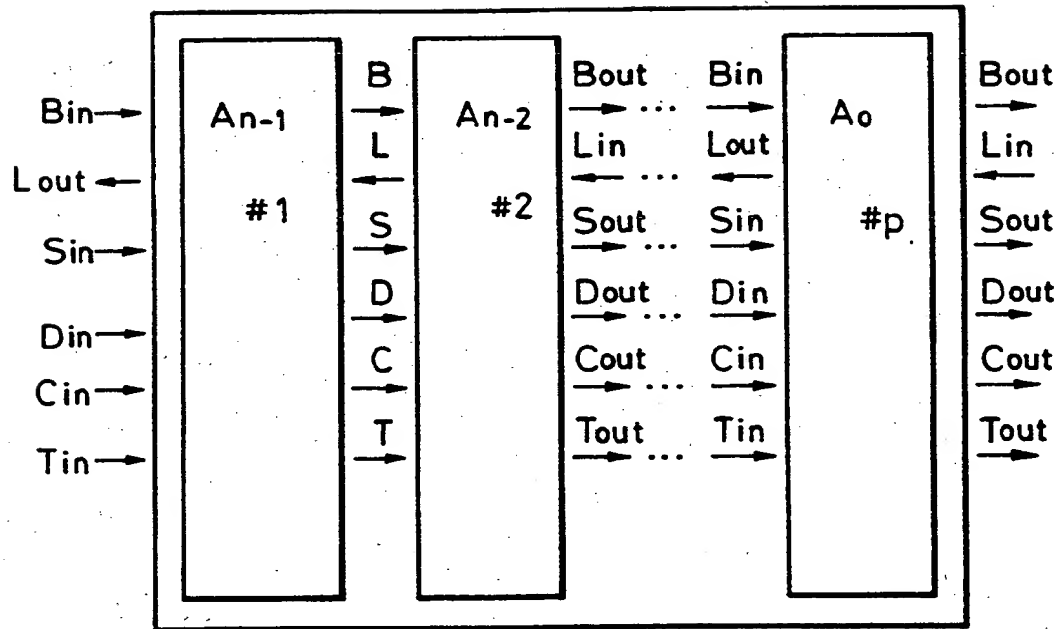 B Bout Bin Bout
Bin An-1 An-2 Ao
L Lin ... Lout Lin
Lout
#1 #2 #p
S Sout ... Sin Sout
Sin
D Dout ... Din Dout
Din
C Cout ... Cin Cout
Cin
T Tout ... Tin Tout
Tin